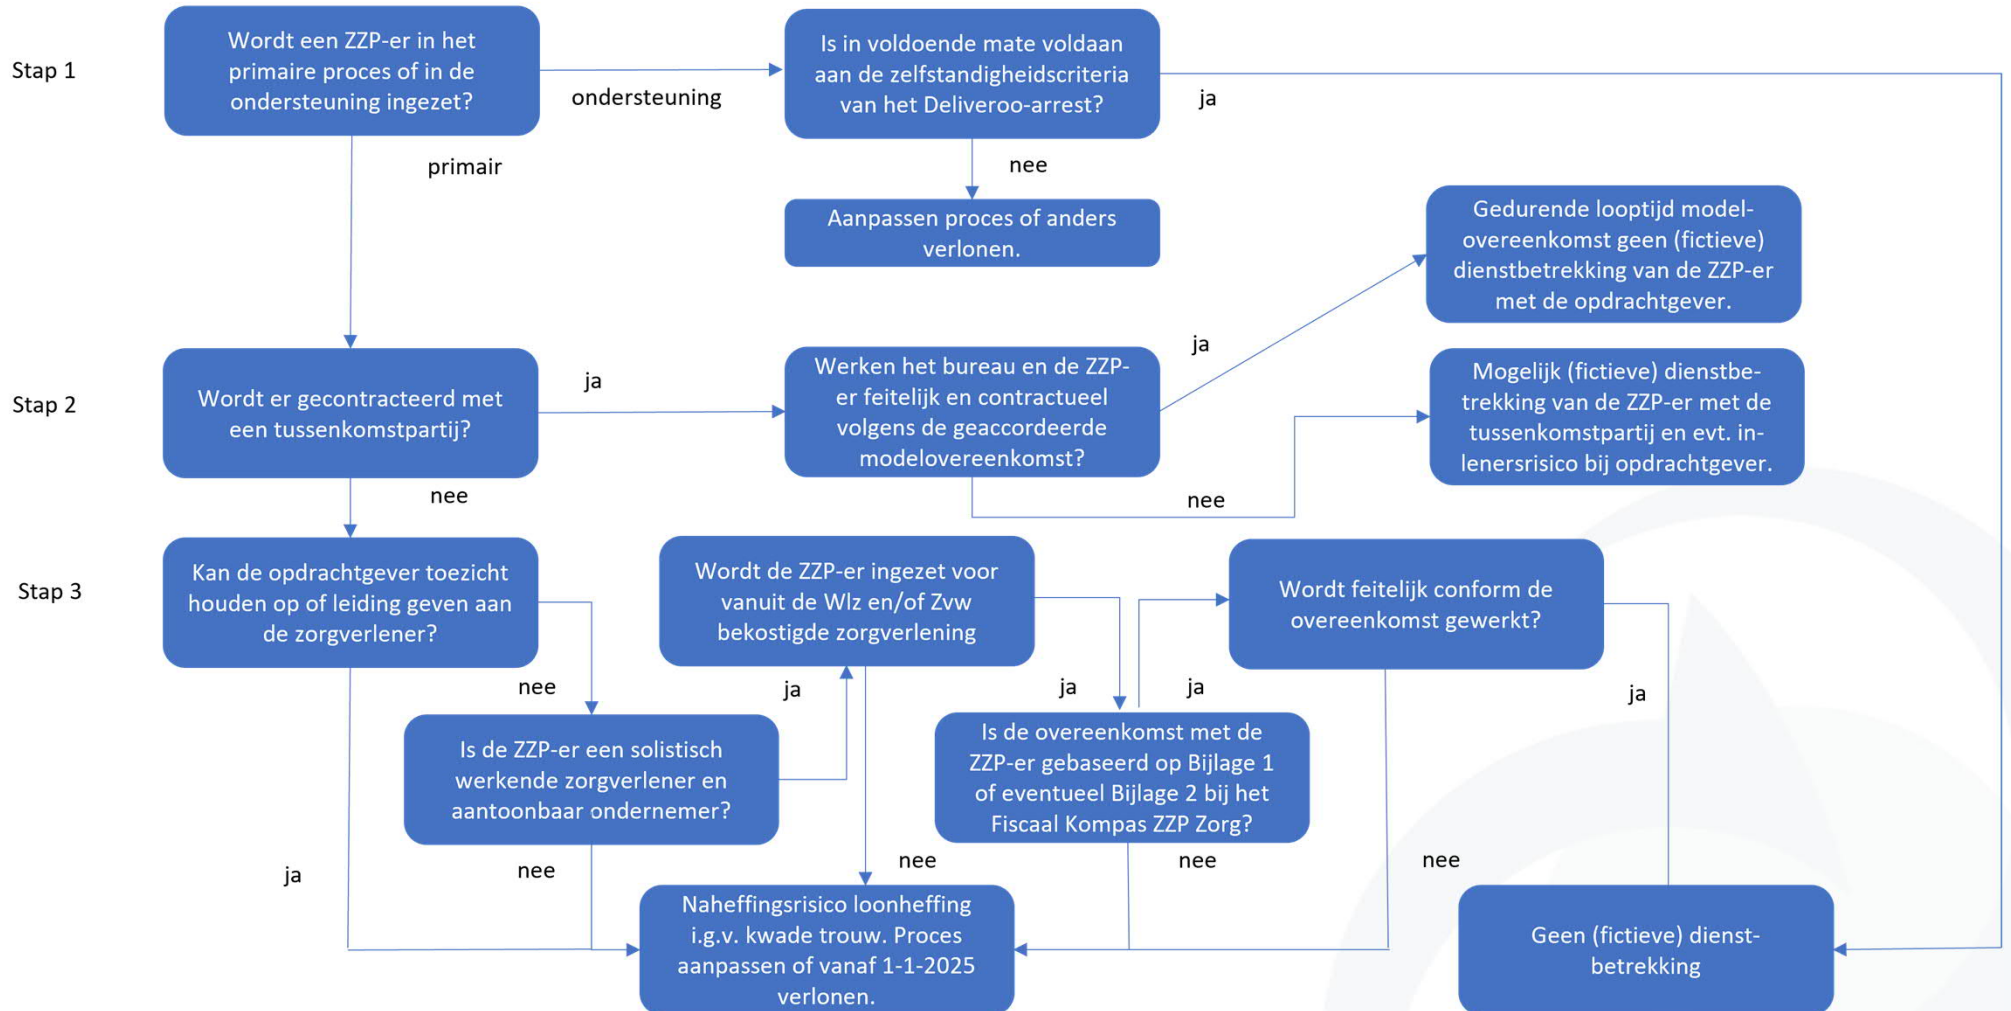 Stap 1
Wordt een ZZP-er in het
primaire proces of in de
ondersteuning ingezet?
ondersteuning
Is in voldoende mate voldaan
aan de zelfstandigheidscriteria
van het Deliveroo-arrest?
ja
primair
nee
Aanpassen proces of anders
verlonen.
Gedurende looptijd model-
overeenkomst geen (fictieve)
dienstbetrekking van de ZZP-er
met de opdrachtgever.
Stap 2
Wordt er gecontracteerd met
een tussenkomstpartij?
ja
Werken het bureau en de ZZP-
er feitelijk en contractueel
volgens de geaccordeerde
modelovereenkomst?
ja
Mogelijk (fictieve) dienstbe-
trekking van de ZZP-er met de
tussenkomstpartij en evt. in-
lenersrisico bij opdrachtgever.
nee
nee
Stap 3
Kan de opdrachtgever toezicht
houden op of leiding geven aan
de zorgverlener?
Wordt de ZZP-er ingezet voor
vanuit de Wlz en/of Zvw
bekostigde zorgverlening
Wordt feitelijk conform de
overeenkomst gewerkt?
nee
ja
ja
ja
ja
Is de ZZP-er een solistisch
werkende zorgverlener en
aantoonbaar ondernemer?
Is de overeenkomst met de
ZZP-er gebaseerd op Bijlage 1
of eventueel Bijlage 2 bij het
Fiscaal Kompas ZZP Zorg?
ja
nee
nee
nee
nee
Naheffingsrisico loonheffing
i.g.v. kwade trouw. Proces
aanpassen of vanaf 1-1-2025
verlonen.
Geen (fictieve) dienst-
betrekking